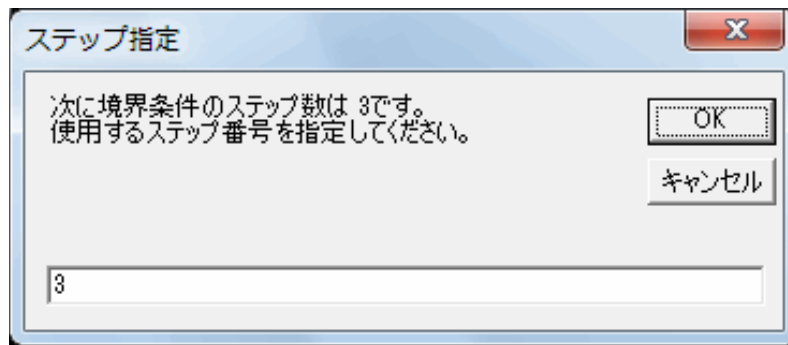 ステップ指定
次に境界条件のステップ数は 3です。
使用するステップ番号を指定してください。
OK
キャンセル
3